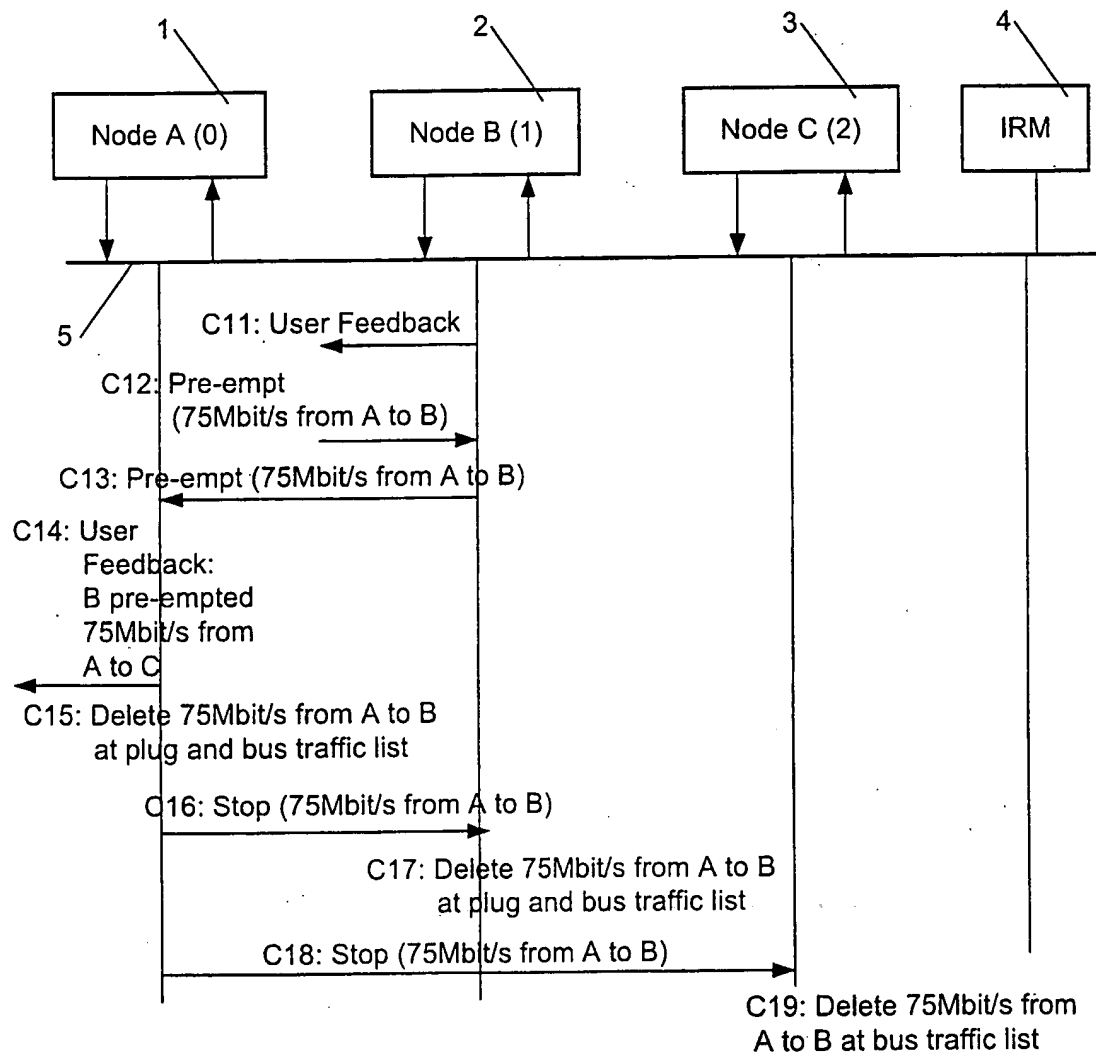 1
2
3
4
Node A (0)
Node B (1)
Node C (2)
IRM
5
C11: User Feedback
C12: Pre-empt
(75Mbit/s from A to B)
C13: Pre-empt (75Mbit/s from A to B)
C14: User
Feedback:
B pre-empted
75Mbit/s from
A to C
C15: Delete 75Mbit/s from A to B
at plug and bus traffic list
C16: Stop (75Mbit/s from A to B)
C17: Delete 75Mbit/s from A to B
at plug and bus traffic list
C18: Stop (75Mbit/s from A to B)
C19: Delete 75Mbit/s from
A to B at bus traffic list